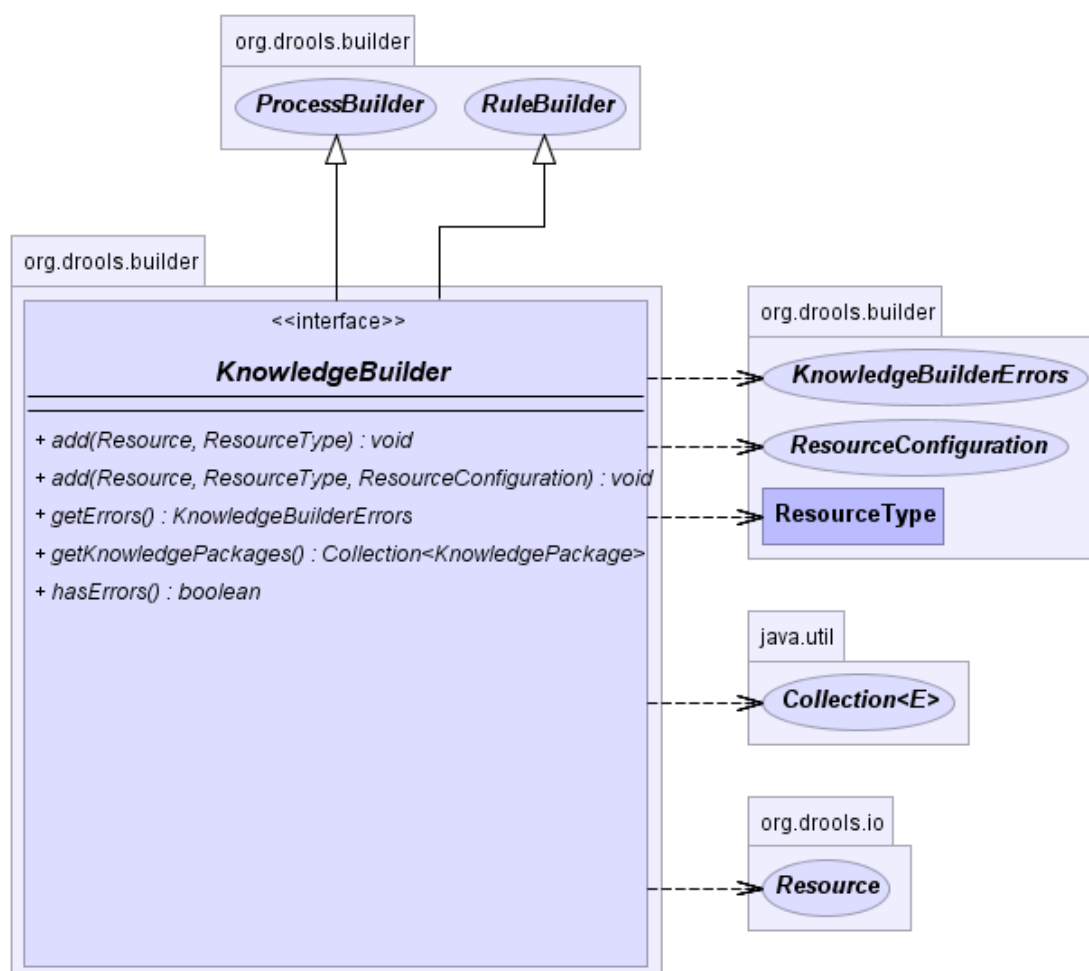 org.drools.builder
ProcessBuilder
RuleBuilder
org.drools.builder
<<interface>>
KnowledgeBuilder
+ add(Resource, ResourceType) : void
+ add(Resource, ResourceType, ResourceConfiguration) : void
+ getErrors() : KnowledgeBuilderErrors
+ getKnowledgePackages() : Collection<KnowledgePackage>
+ hasErrors() : boolean
org.drools.builder
KnowledgeBuilderErrors
ResourceConfiguration
ResourceType
java.util
Collection<E>
org.drools.io
Resource